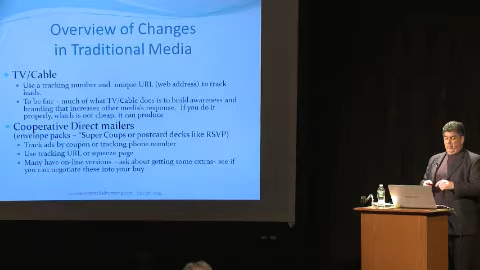 Overview of Changes
in Traditional Media
TV/Cable
Use a tracking number and unique URL (web address) to track
leads.
To be fair – much of what TV/Cable does is to build awareness and
branding that increases other media's response. If you do it
properly, which is not cheap, it can produce
Cooperative Direct mailers
(envelope packs – "Super Coups or postcard decks like RSVP)
Track ads by coupon or tracking phone number
Use tracking URL or squeeze page
Many have on-line versions – ask about getting some extras- see if
you can negotiate these into your buy